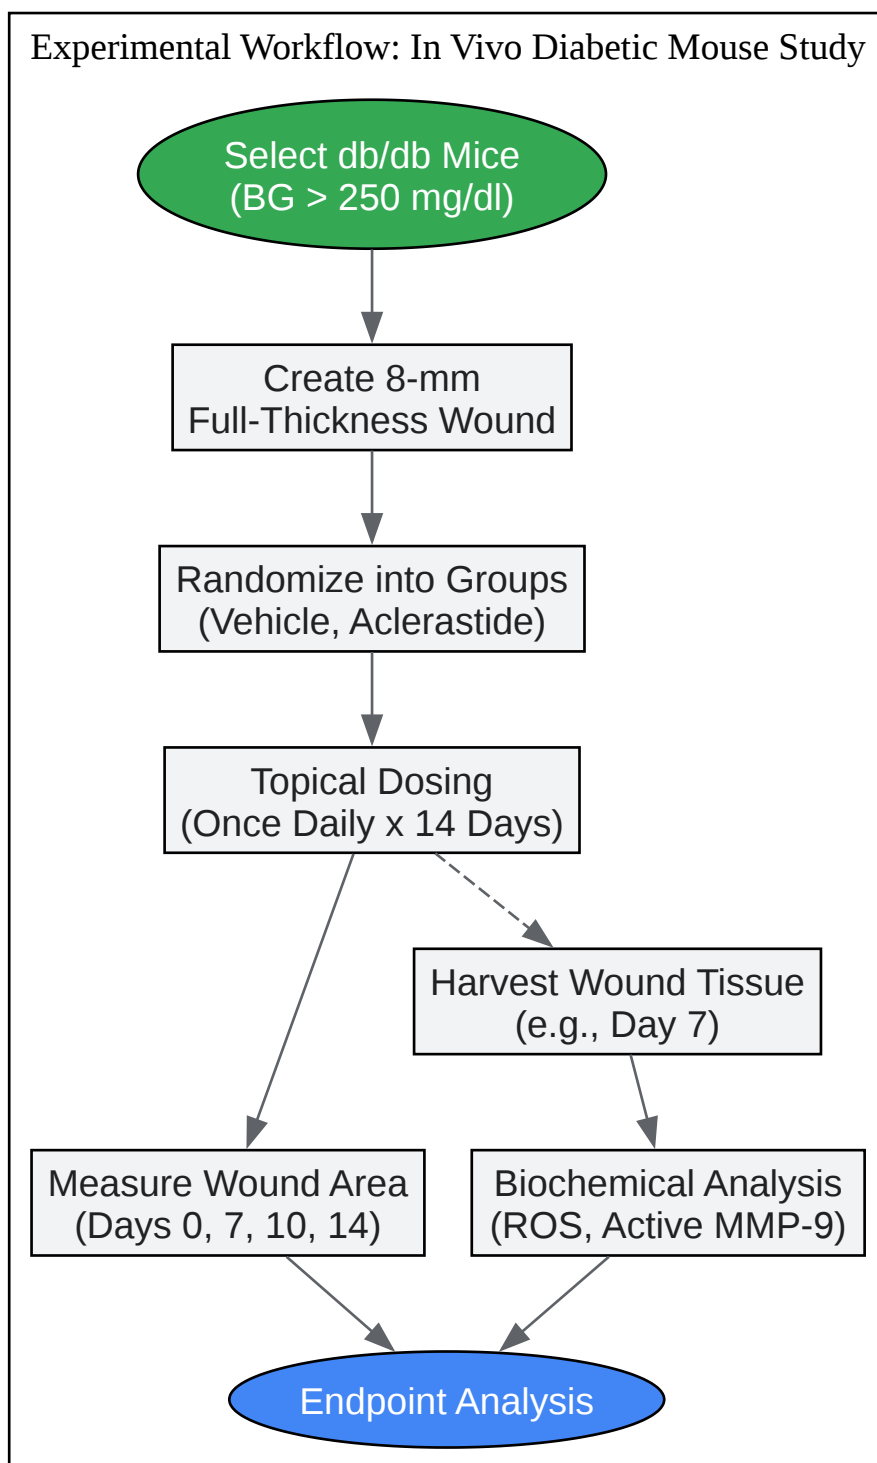 Experimental Workflow: In Vivo Diabetic Mouse Study
Select db/db Mice
(BG > 250 mg/dl)
Create 8-mm
Full-Thickness Wound
Randomize into Groups
(Vehicle, Aclerastide)
Topical Dosing
(Once Daily x 14 Days)
Harvest Wound Tissue
(e.g., Day 7)
Measure Wound Area
(Days 0, 7, 10, 14)
Biochemical Analysis
(ROS, Active MMP-9)
Endpoint Analysis